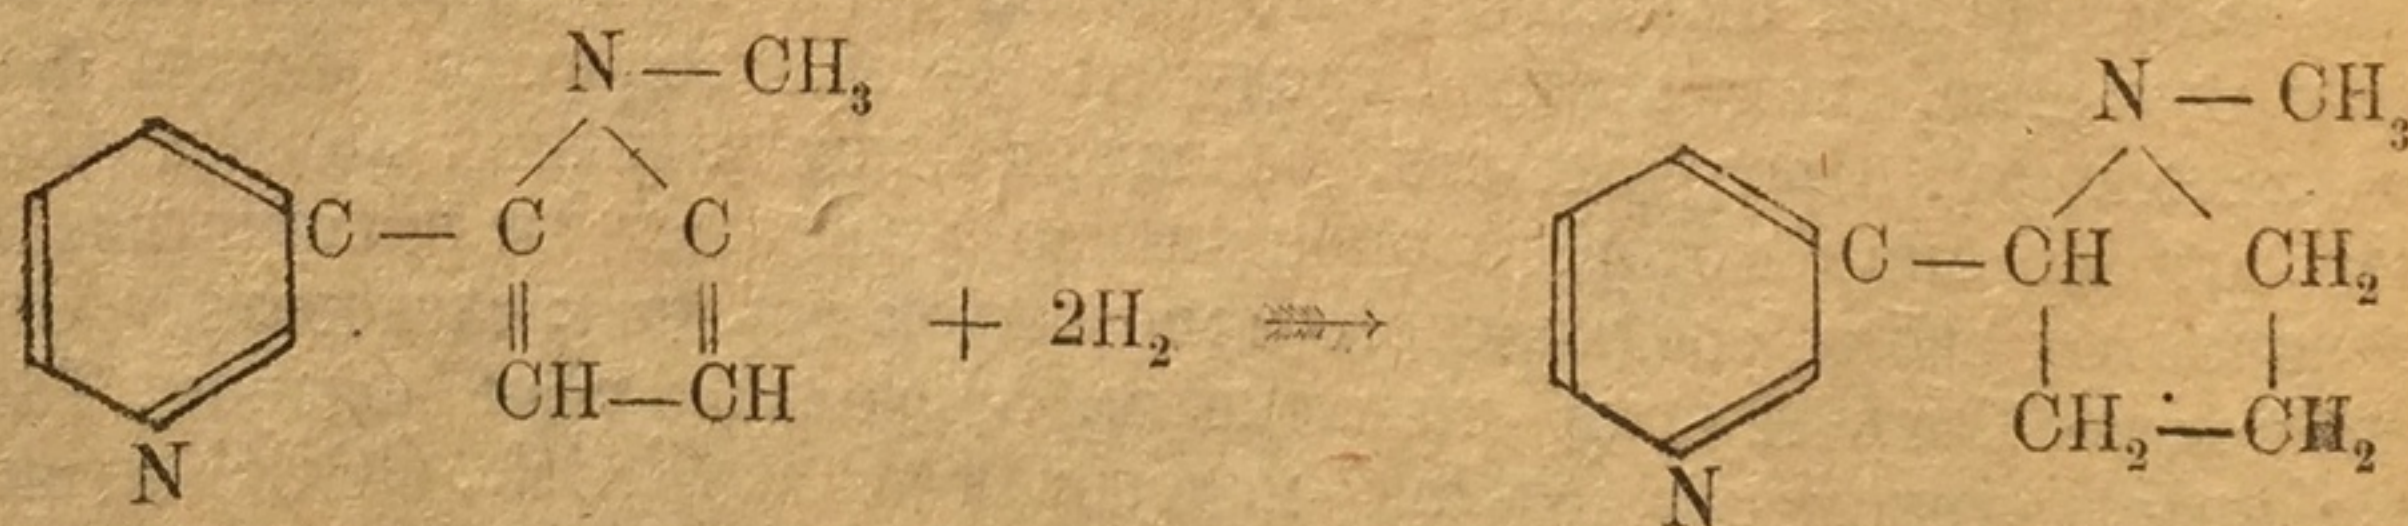 N — CH₃ N — CH₃
C — C C C — CH CH₂
+ 2H₂ →
CH—CH CH₂—CH₂
N N